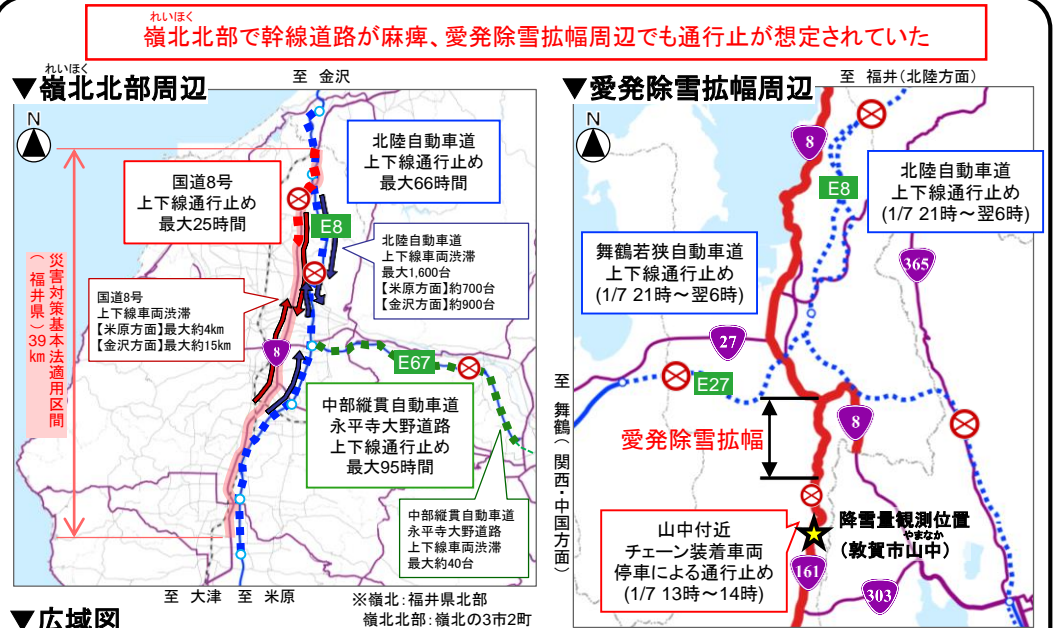 れいほく
嶺北北部で幹線道路が麻痺、愛発除雪拡幅周辺でも通行止が想定されていた
れいほく
▼嶺北北部周辺
至 金沢
N
災害対策基本法適用区間
(福井県)39km
国道8号
上下線通行止め
最大25時間
北陸自動車道
上下線通行止め
最大66時間
E8
北陸自動車道
上下線車両渋滞
最大1,600台
【米原方面】約700台
【金沢方面】約900台
国道8号
上下線車両渋滞
【米原方面】最大約4km
【金沢方面】最大約15km
8
E67
中部縦貫自動車道
永平寺大野道路
上下線通行止め
最大95時間
中部縦貫自動車道
永平寺大野道路
上下線車両渋滞
最大約40台
至 大津
至 米原
※嶺北:福井県北部
嶺北北部:嶺北の3市2町
▼広域図
▼愛発除雪拡幅周辺
至 福井(北陸方面)
N
8
E8
北陸自動車道
上下線通行止め
(1/7 21時~翌6時)
舞鶴若狭自動車道
上下線通行止め
(1/7 21時~翌6時)
365
27
E27
至 舞鶴(関西・中国方面)
8
愛発除雪拡幅
山中付近
チェーン装着車両
停車による通行止め
(1/7 13時~14時)
降雪量観測位置
やまなか
(敦賀市山中)
161
303